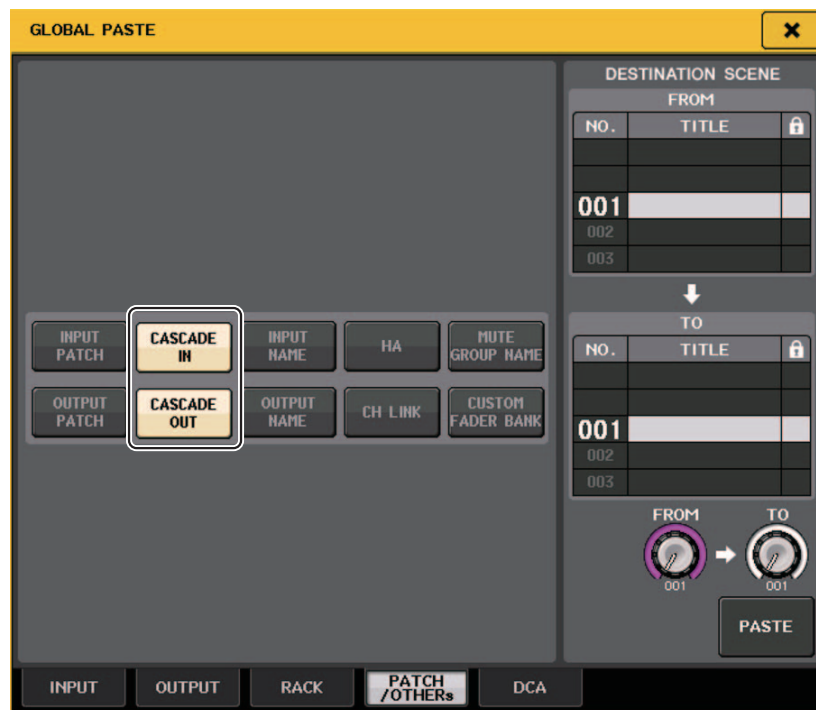 GLOBAL PASTE
DESTINATION SCENE
FROM
NO. TITLE
001
002
003
TO
NO. TITLE
001
002
003
FROM TO
001 001
PASTE
INPUT PATCH
CASCADE IN
INPUT NAME
HA
MUTE GROUP NAME
OUTPUT PATCH
CASCADE OUT
OUTPUT NAME
CH LINK
CUSTOM FADER BANK
INPUT OUTPUT RACK PATCH /OTHERs DCA